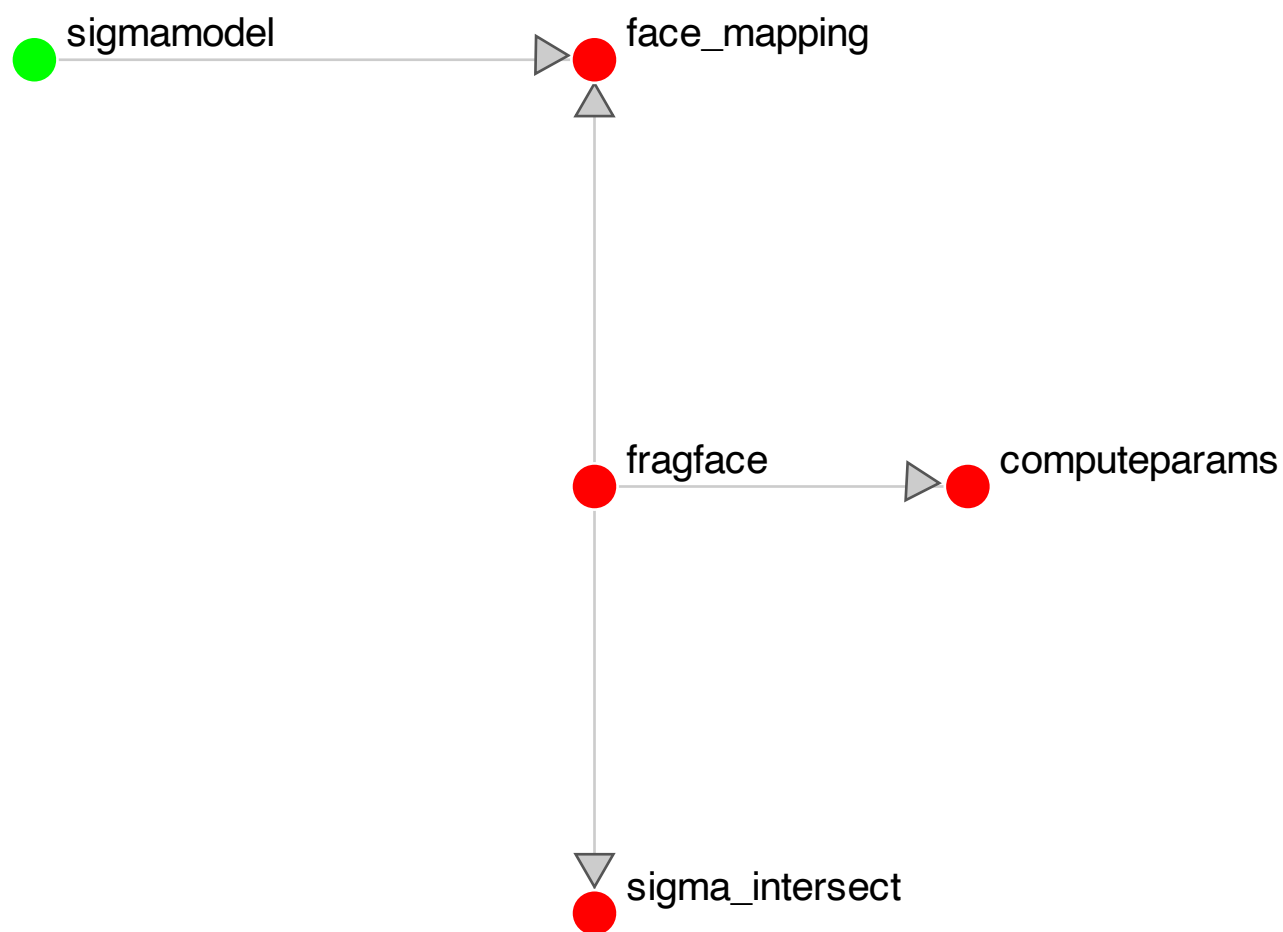 sigmamodel
face_mapping
fragface
computeparams
sigma_intersect